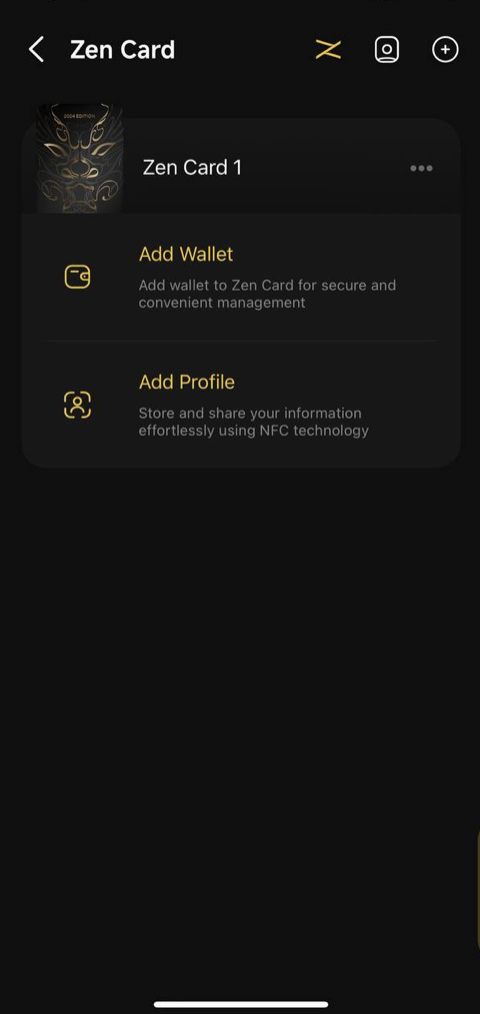 Zen Card
2024 EDITION
Zen Card 1
Add Wallet
Add wallet to Zen Card for secure and
convenient management
Add Profile
Store and share your information
effortlessly using NFC technology